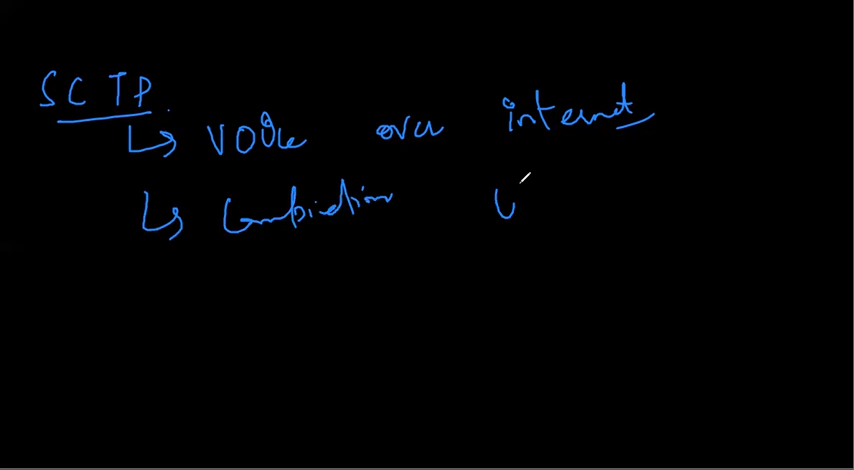 SCTP
↳ voice over internet
↳ Combination U